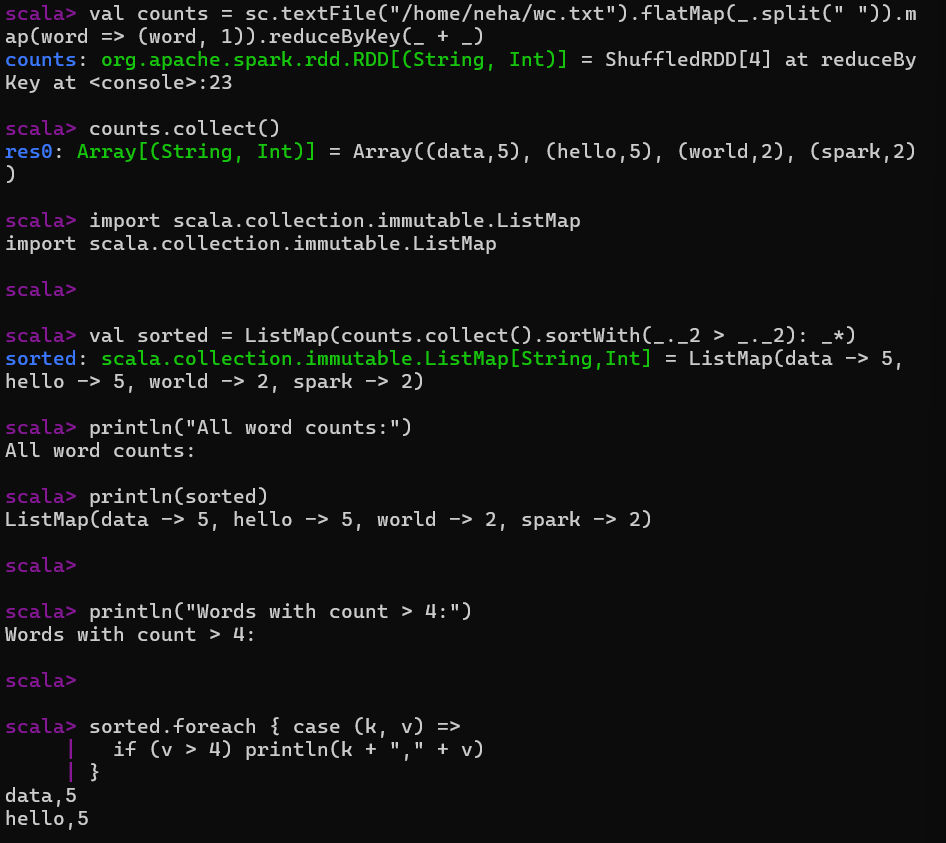 scala> val counts = sc.textFile("/home/neha/wc.txt").flatMap(_.split(" ")).m
ap(word => (word, 1)).reduceByKey(_ + _)
counts: org.apache.spark.rdd.RDD[(String, Int)] = ShuffledRDD[4] at reduceBy
Key at <console>:23
scala> counts.collect()
res0: Array[(String, Int)] = Array((data,5), (hello,5), (world,2), (spark,2)
)
scala> import scala.collection.immutable.ListMap
import scala.collection.immutable.ListMap
scala>
scala> val sorted = ListMap(counts.collect().sortWith(_._2 > _._2): _*)
sorted: scala.collection.immutable.ListMap[String,Int] = ListMap(data -> 5,
hello -> 5, world -> 2, spark -> 2)
scala> println("All word counts:")
All word counts:
scala> println(sorted)
ListMap(data -> 5, hello -> 5, world -> 2, spark -> 2)
scala>
scala> println("Words with count > 4:")
Words with count > 4:
scala>
scala> sorted.foreach { case (k, v) =>
|   if (v > 4) println(k + "," + v)
| }
data,5
hello,5